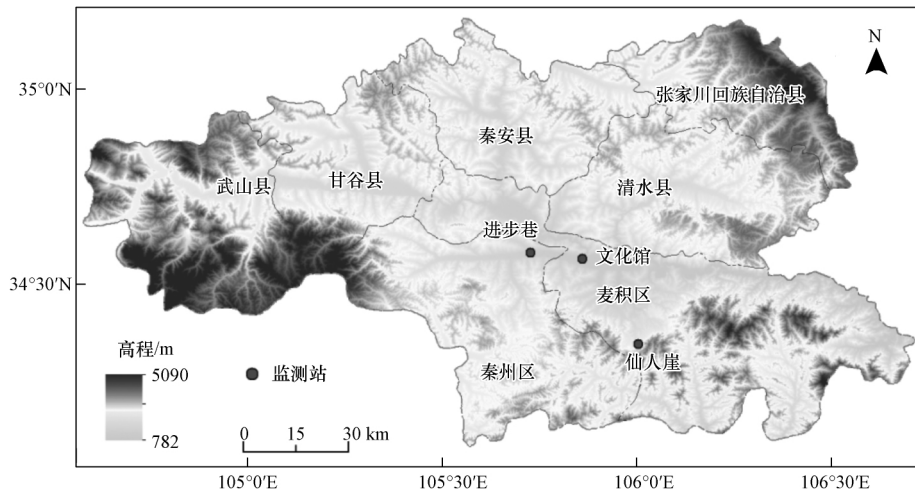 N
35°0′N
张家川回族自治县
秦安县
武山县
甘谷县
清水县
进步巷
文化馆
34°30′N
麦积区
高程/m
5090
782
监测站
秦州区
仙人崖
0 15 30 km
105°0′E
105°30′E
106°0′E
106°30′E